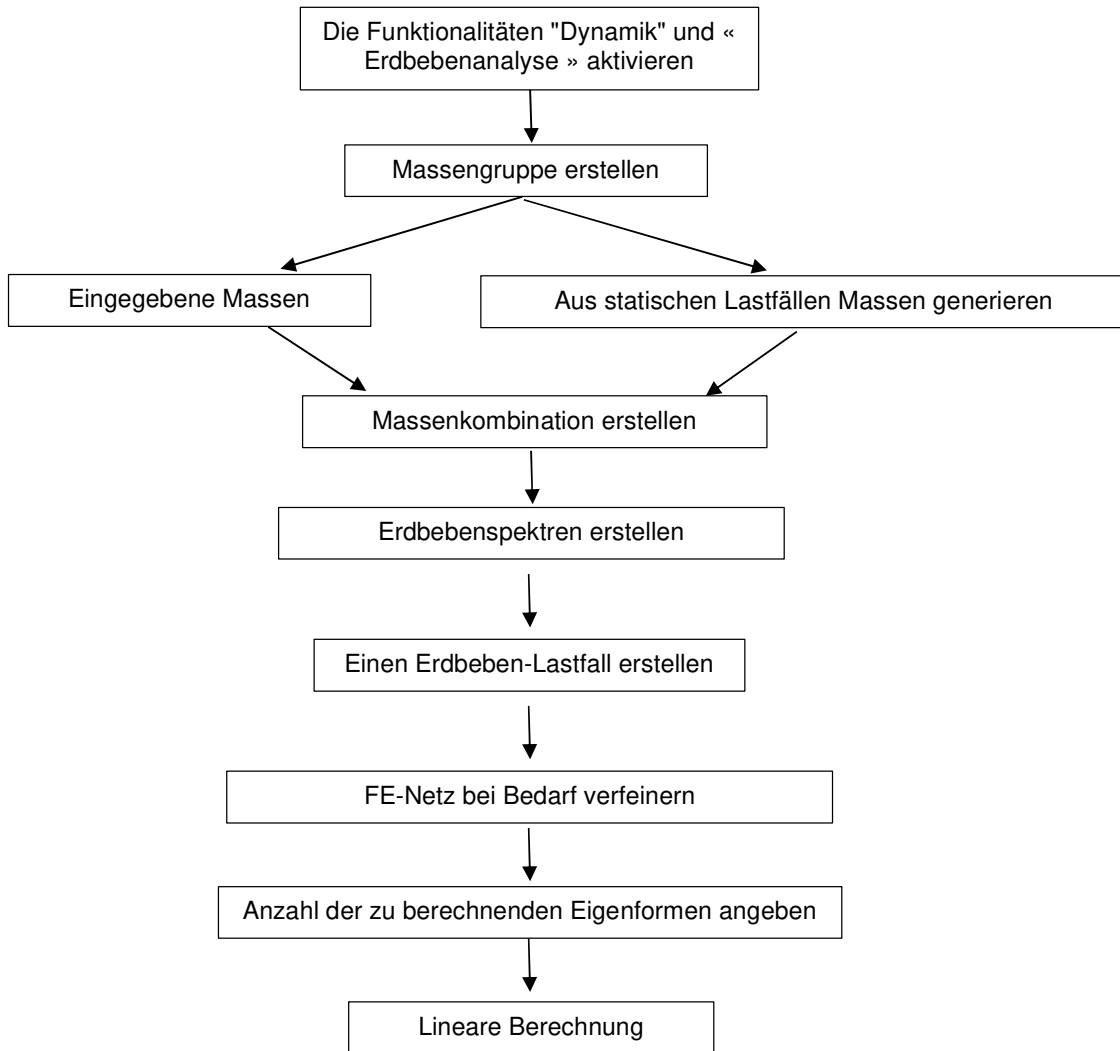 Die Funktionalitäten "Dynamik" und «
Erdbebenanalyse » aktivieren
Massengruppe erstellen
Eingegebene Massen
Aus statischen Lastfällen Massen generieren
Massenkombination erstellen
Erdbebenspektren erstellen
Einen Erdbeben-Lastfall erstellen
FE-Netz bei Bedarf verfeinern
Anzahl der zu berechnenden Eigenformen angeben
Lineare Berechnung